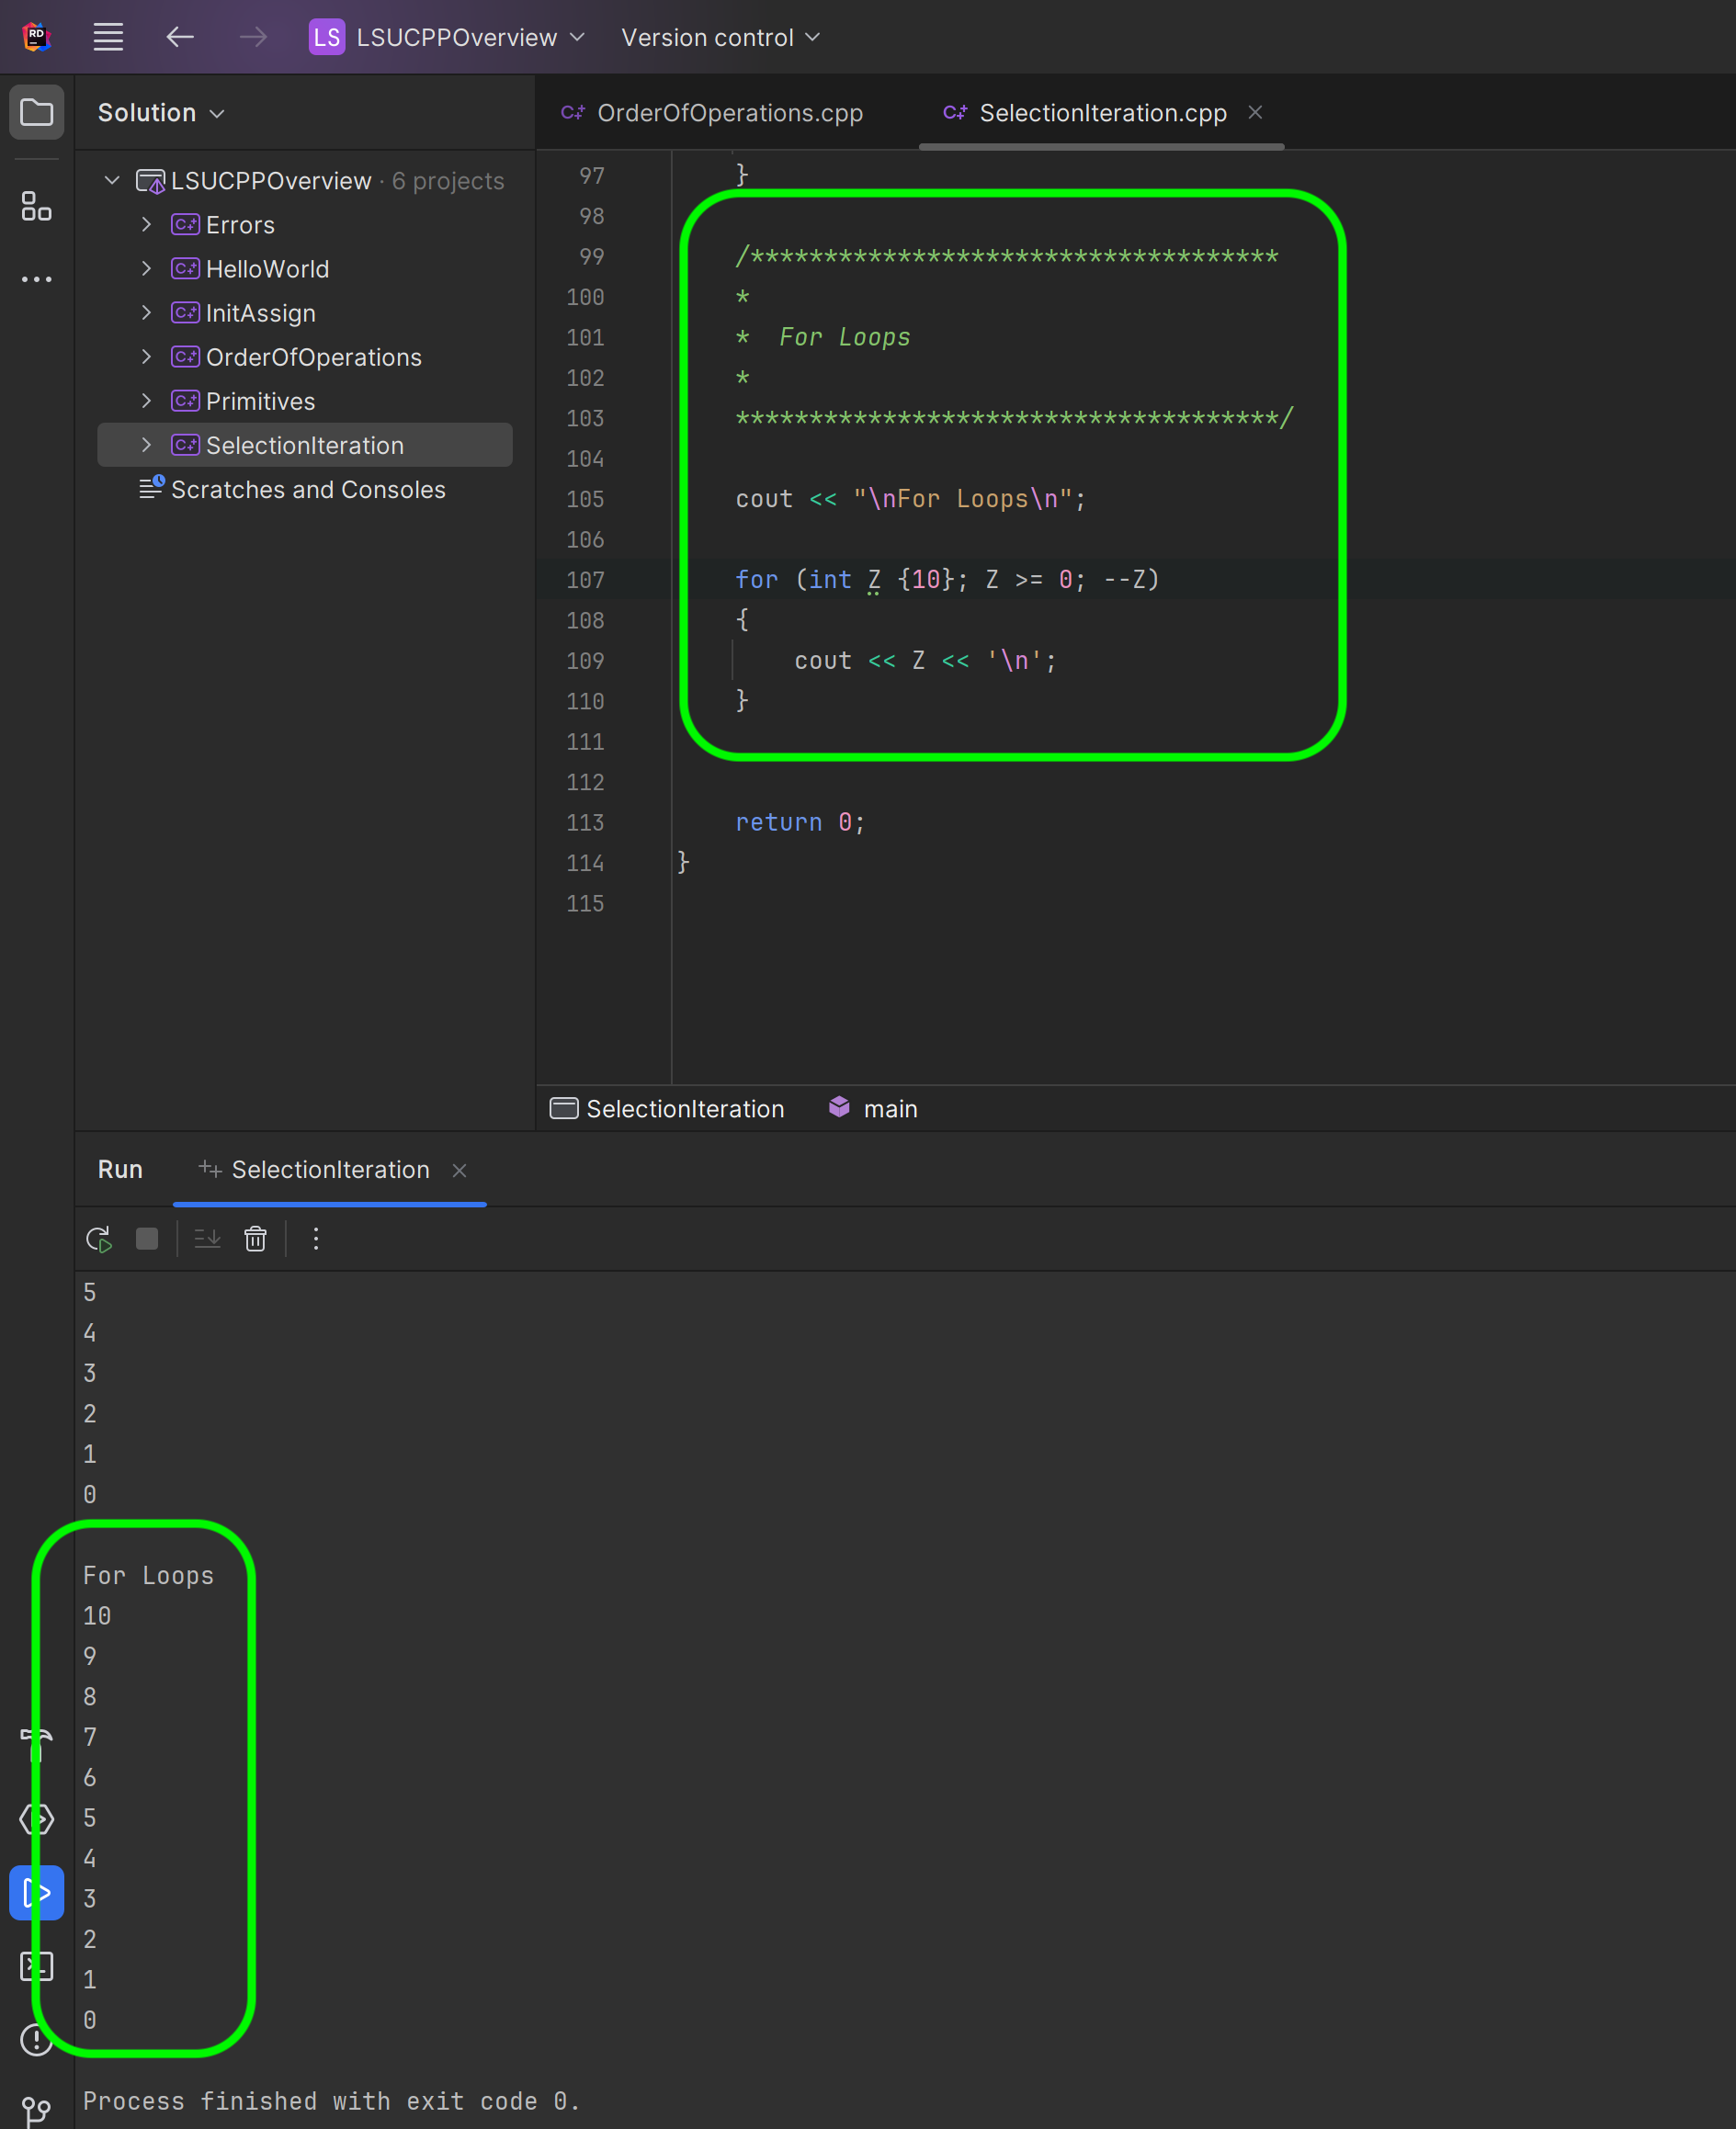 RD
LS LSUCPPOverview Version control
Solution
OrderOfOperations.cpp SelectionIteration.cpp
LSUCPPOverview · 6 projects
Errors
HelloWorld
InitAssign
OrderOfOperations
Primitives
SelectionIteration
Scratches and Consoles
97 }
98
99 /************************************
100 *
101 *  For Loops
102 *
103 *************************************/
104
105 cout << "\nFor Loops\n";
106
107 for (int Z {10}; Z >= 0; --Z)
108 {
109     cout << Z << '\n';
110 }
111
112
113 return 0;
114 }
115
SelectionIteration main
Run SelectionIteration
5
4
3
2
1
0
For Loops
10
9
8
7
6
5
4
3
2
1
0
Process finished with exit code 0.